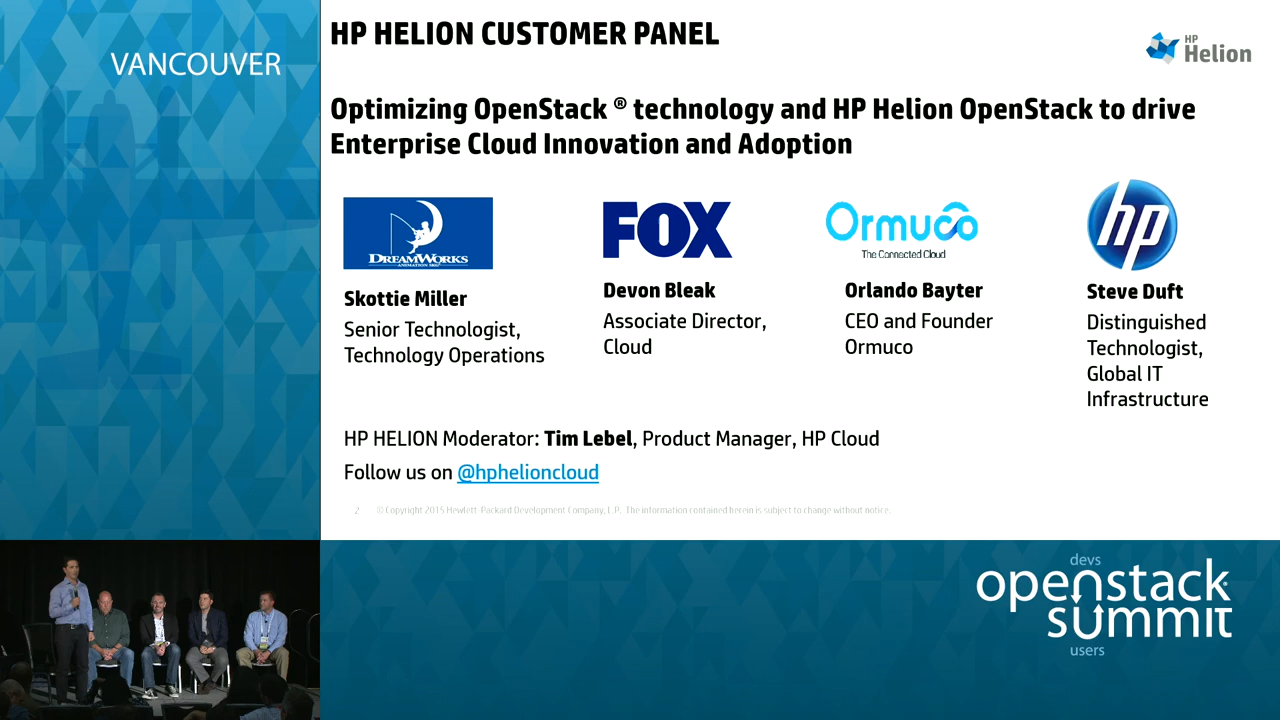 VANCOUVER
HP HELION CUSTOMER PANEL
HP
Helion
Optimizing OpenStack ® technology and HP Helion OpenStack to drive
Enterprise Cloud Innovation and Adoption
DREAMWORKS
ANIMATION SKG
FOX
Ormuco
The Connected Cloud
hp
Skottie Miller
Senior Technologist,
Technology Operations
Devon Bleak
Associate Director,
Cloud
Orlando Bayter
CEO and Founder
Ormuco
Steve Duft
Distinguished
Technologist,
Global IT
Infrastructure
HP HELION Moderator: Tim Lebel, Product Manager, HP Cloud
Follow us on @hphelioncloud
2 © Copyright 2015 Hewlett-Packard Development Company, L.P. The information contained herein is subject to change without notice.
devs
openstack
summit
users